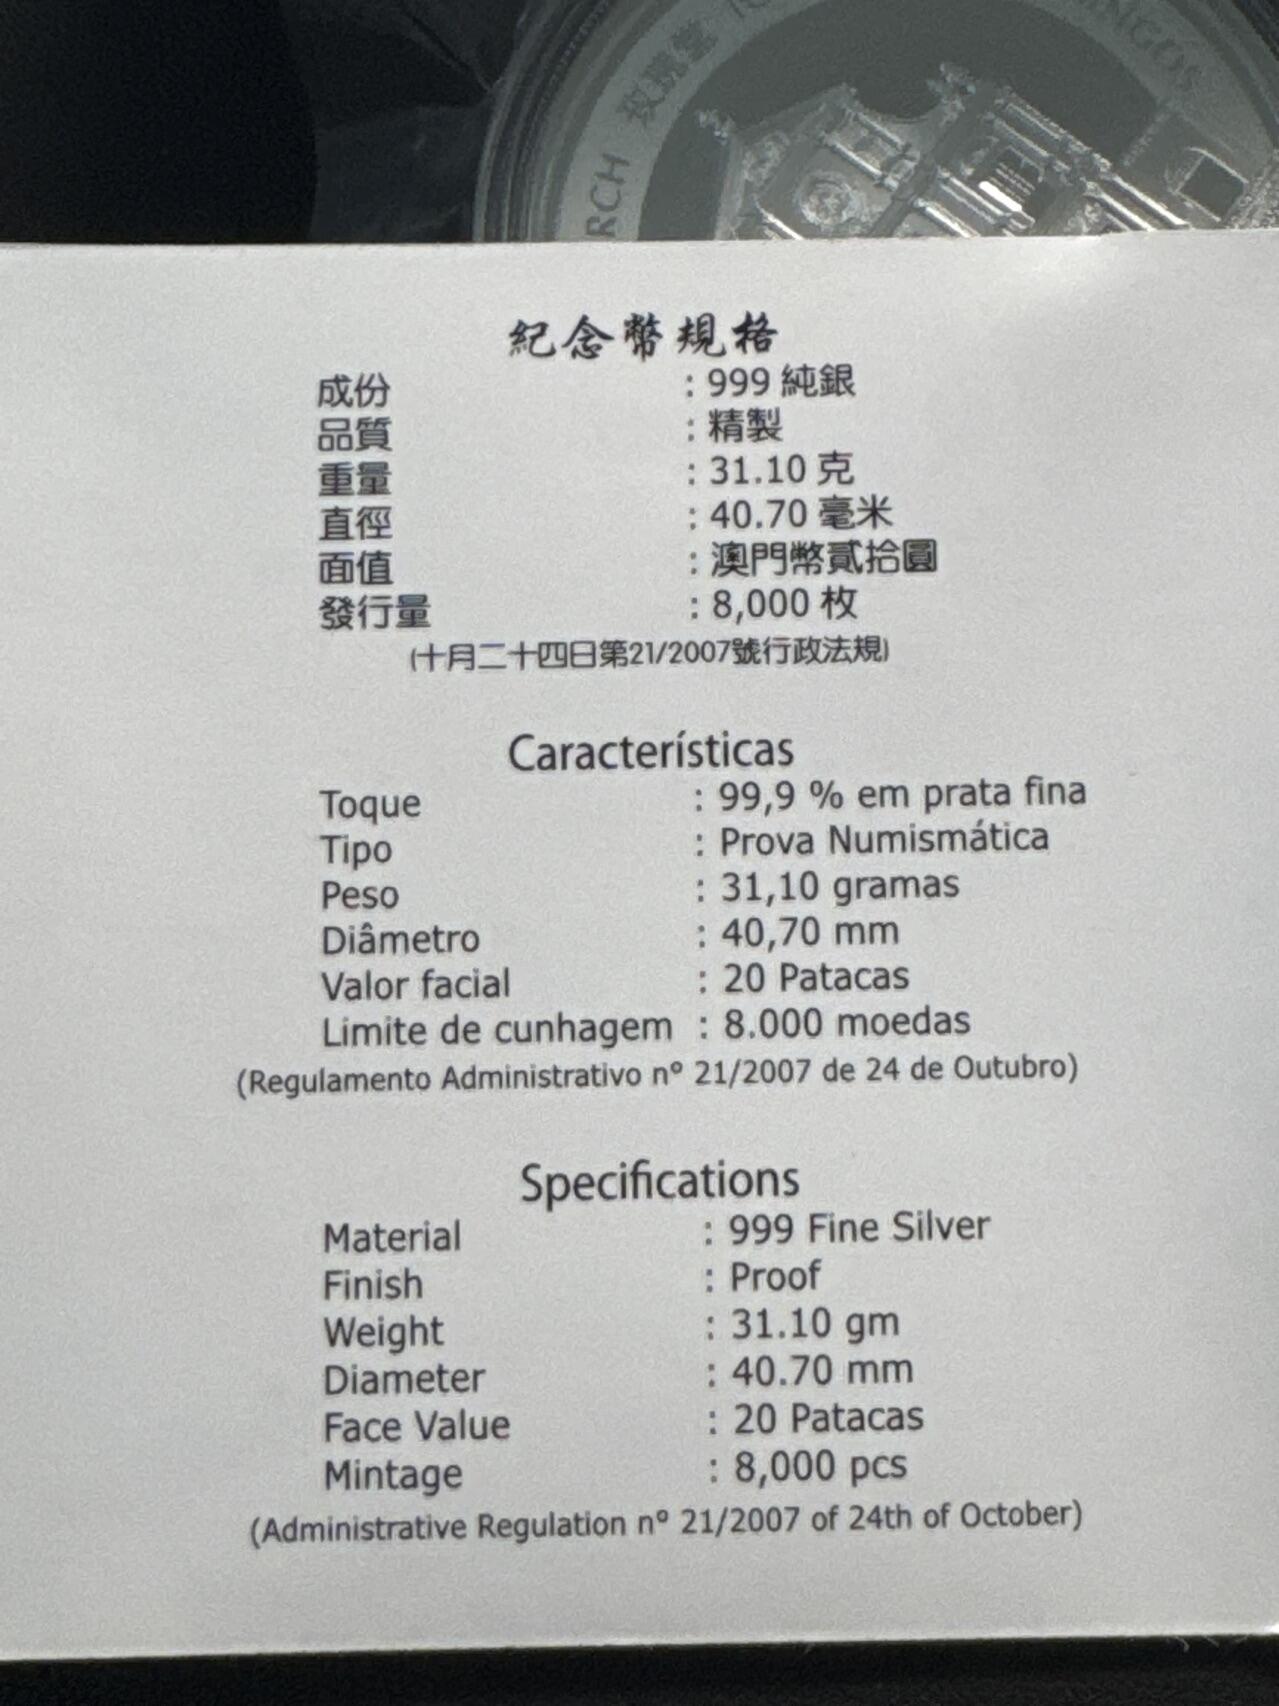 RCH 玫瑰堂 INGOS
紀念幣規格
成份 : 999 純銀
品質 : 精製
重量 : 31.10 克
直徑 : 40.70 毫米
面值 : 澳門幣貳拾圓
發行量 : 8,000 枚
(十月二十四日第21/2007號行政法規)
Características
Toque : 99,9 % em prata fina
Tipo : Prova Numismática
Peso : 31,10 gramas
Diâmetro : 40,70 mm
Valor facial : 20 Patacas
Limite de cunhagem : 8.000 moedas
(Regulamento Administrativo nº 21/2007 de 24 de Outubro)
Specifications
Material : 999 Fine Silver
Finish : Proof
Weight : 31.10 gm
Diameter : 40.70 mm
Face Value : 20 Patacas
Mintage : 8,000 pcs
(Administrative Regulation nº 21/2007 of 24th of October)